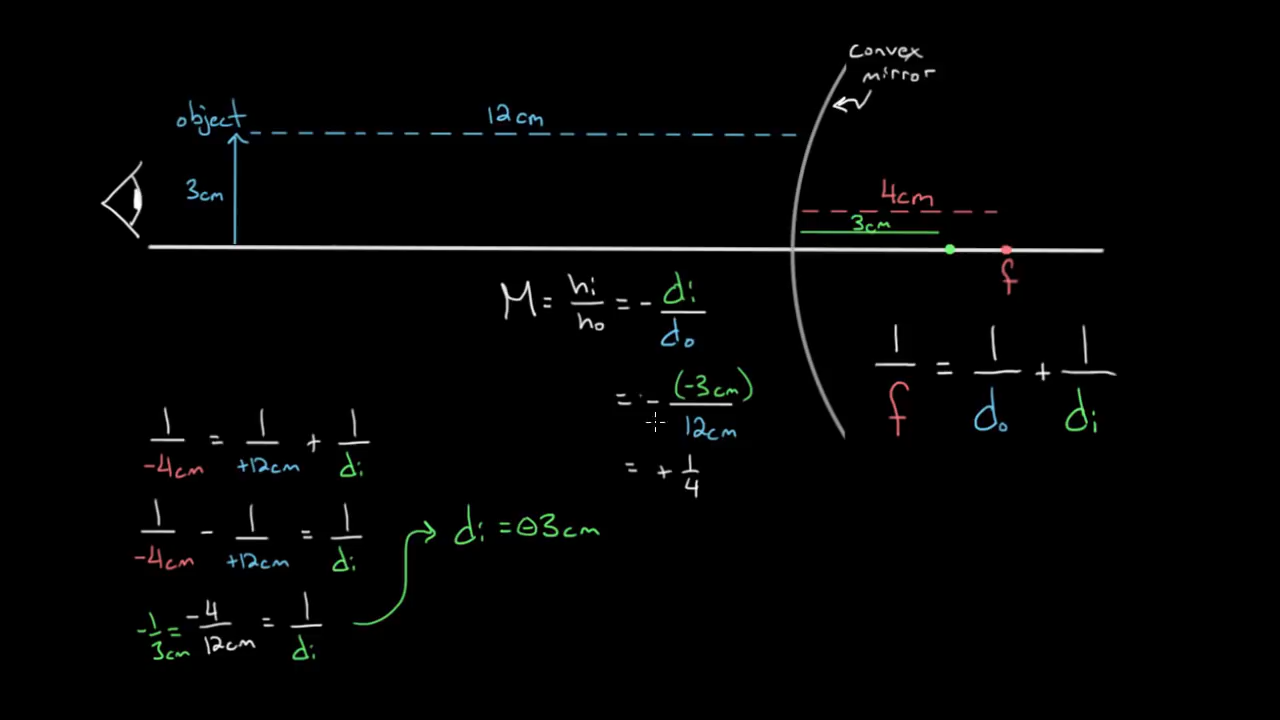 convex
mirror
object
12cm
3cm
4cm
3cm
f
M = hi/ho = - di/do
1/f = 1/do + 1/di
= - (-3cm)/12cm
= + 1/4
1/-4cm = 1/+12cm + 1/di
1/-4cm - 1/+12cm = 1/di
di = ⊖3cm
-1/3cm = -4/12cm = 1/di